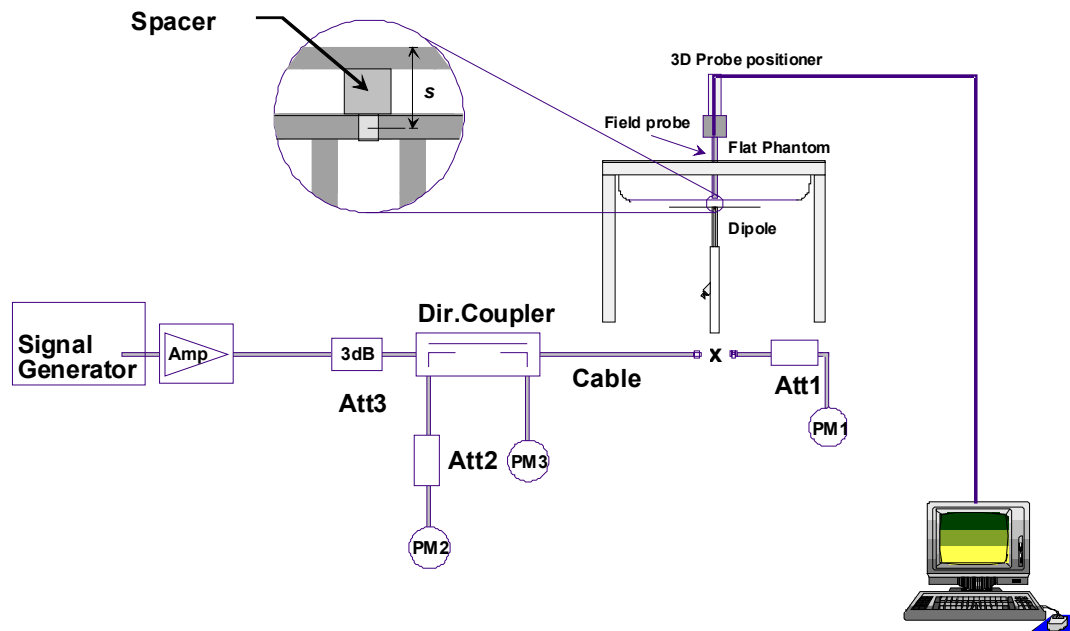 Spacer
s
3D Probe positioner
Field probe
Flat Phantom
Dipole
Dir.Coupler
Signal
Generator
Amp
3dB
Att3
Cable
x
Att1
PM1
Att2
PM3
PM2